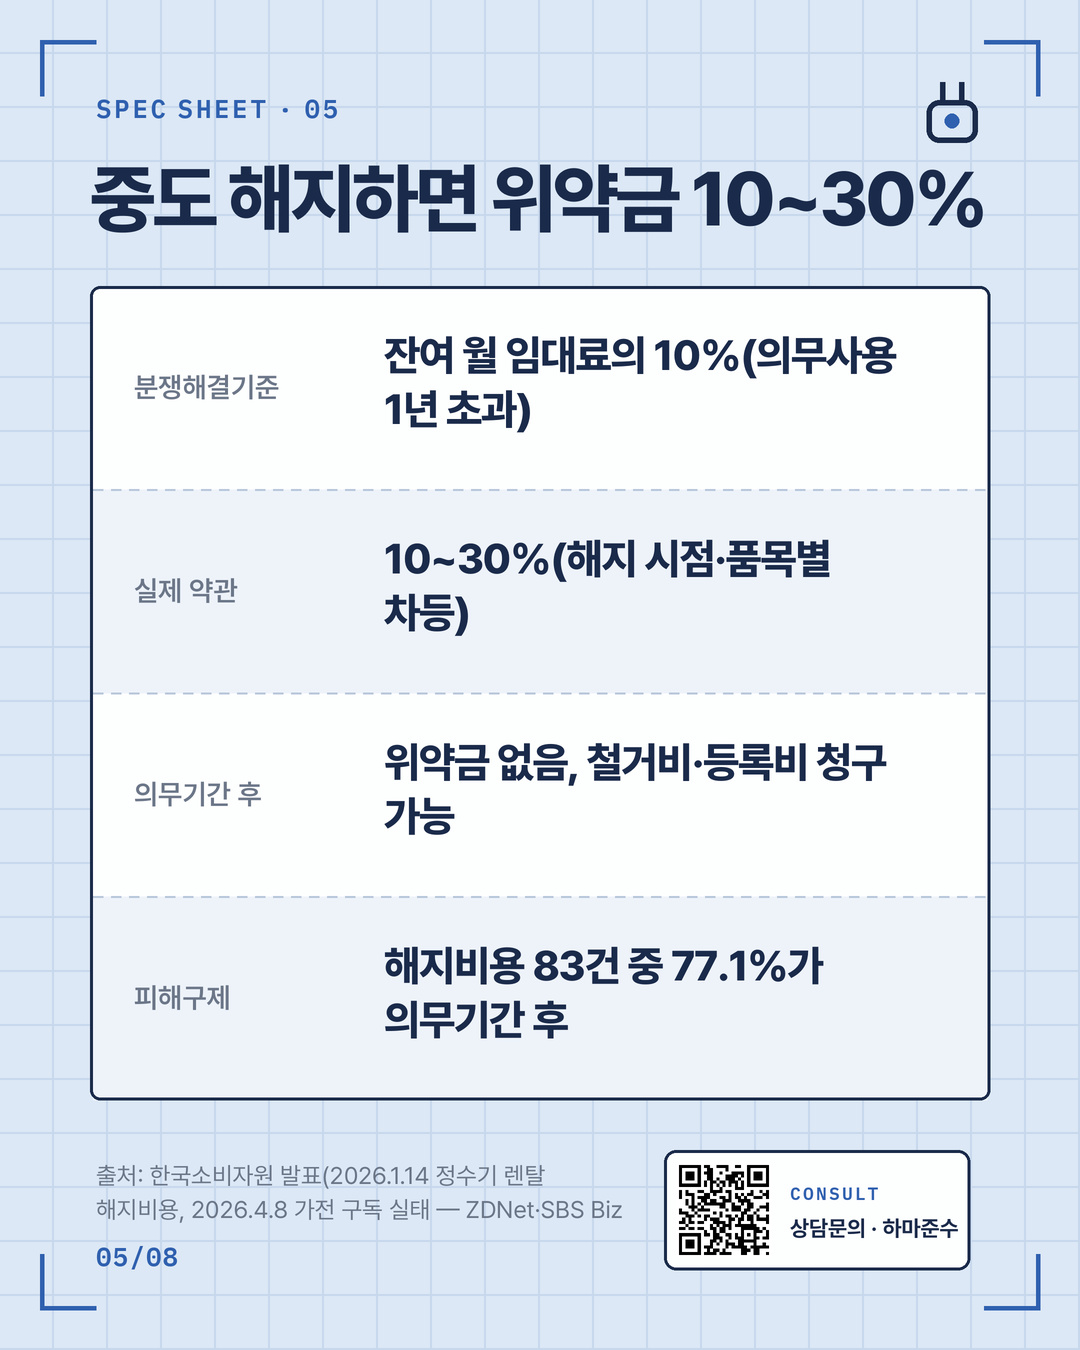 SPEC SHEET · 05
중도 해지하면 위약금 10~30%
분쟁해결기준
잔여 월 임대료의 10%(의무사용
1년 초과)
실제 약관
10~30%(해지 시점·품목별
차등)
의무기간 후
위약금 없음, 철거비·등록비 청구
가능
피해구제
해지비용 83건 중 77.1%가
의무기간 후
출처: 한국소비자원 발표(2026.1.14 정수기 렌탈
해지비용, 2026.4.8 가전 구독 실태 — ZDNet·SBS Biz
05/08
CONSULT
상담문의 · 하마준수